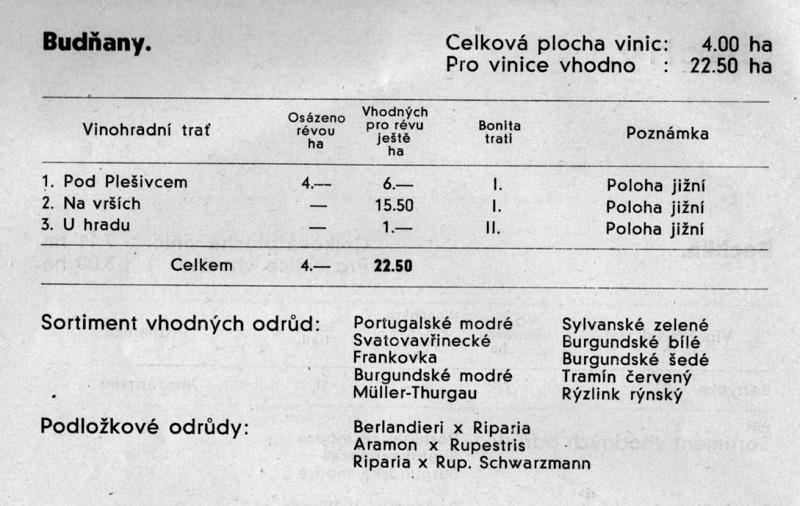 Budňany.
Celková plocha vinic: 4.00 ha
Pro vinice vhodno : 22.50 ha
Vinohradní trať
Osázeno révou ha
Vhodných pro révu ještě ha
Bonita trati
Poznámka
1. Pod Plešivcem 4.— 6.— I. Poloha jižní
2. Na vrších — 15.50 I. Poloha jižní
3. U hradu — 1.— II. Poloha jižní
Celkem 4.— 22.50
Sortiment vhodných odrůd: Portugalské modré Sylvanské zelené
Svatovavřinecké Burgundské bílé
Frankovka Burgundské šedé
Burgundské modré Tramín červený
Müller-Thurgau Rýzlink rýnský
Podložkové odrůdy: Berlandieri x Riparia
Aramon x Rupestris
Riparia x Rup. Schwarzmann